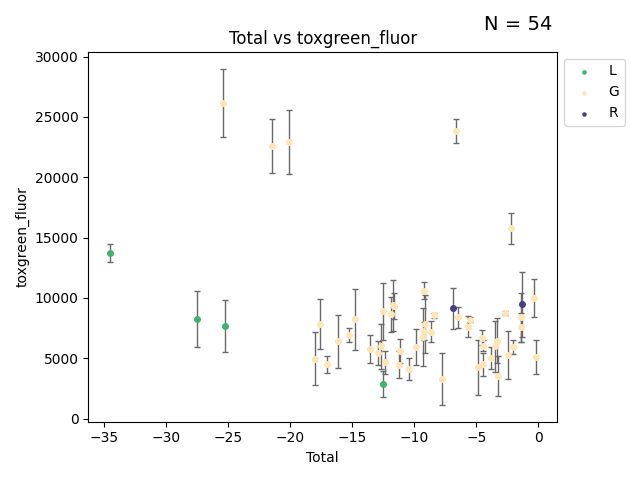 N = 54
Total vs toxgreen_fluor
L
G
R
30000
25000
20000
15000
10000
5000
0
toxgreen_fluor
−35
−30
−25
−20
−15
−10
−5
0
Total